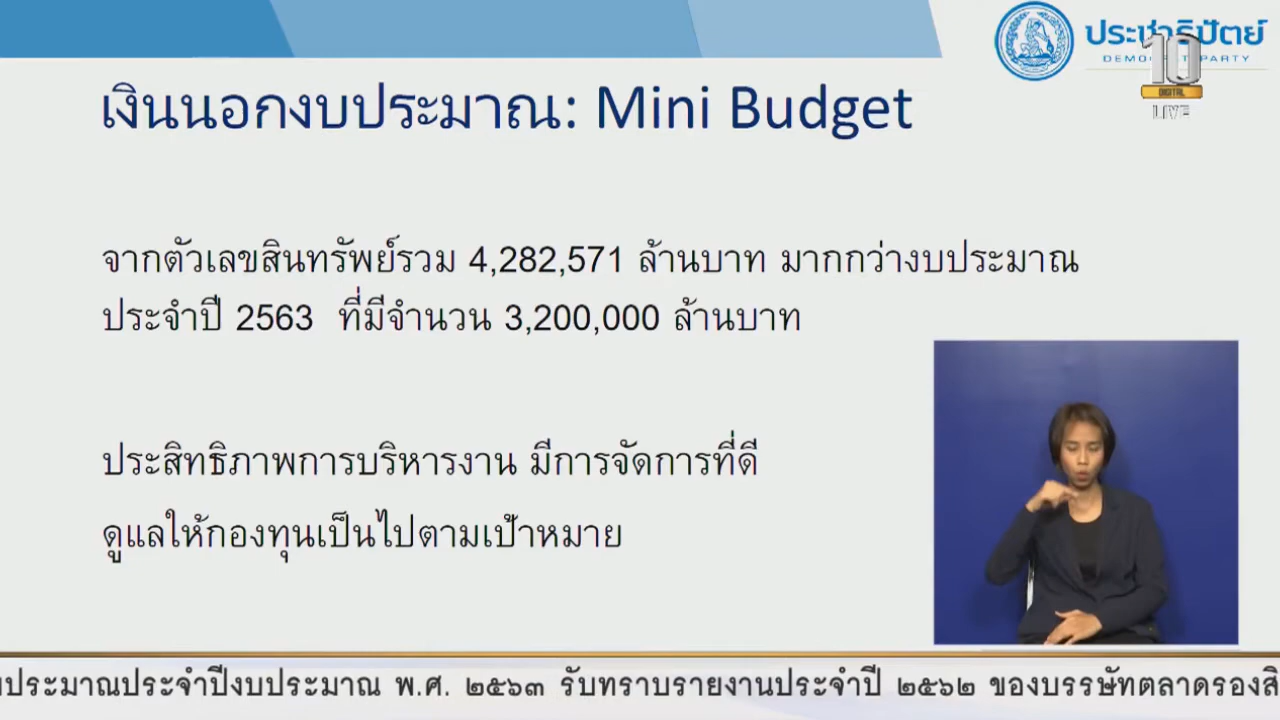 ประชาธิปัตย์
DEMOCRAT PARTY
10
DIGITAL
LIVE
เงินนอกงบประมาณ: Mini Budget
จากตัวเลขสินทรัพย์รวม 4,282,571 ล้านบาท มากกว่างบประมาณ
ประจำปี 2563 ที่มีจำนวน 3,200,000 ล้านบาท
ประสิทธิภาพการบริหารงาน มีการจัดการที่ดี
ดูแลให้กองทุนเป็นไปตามเป้าหมาย
ประมาณประจำปีงบประมาณ พ.ศ. ๒๕๖๓ รับทราบรายงานประจำปี ๒๕๖๒ ของบรรษัทตลาดรองสิ